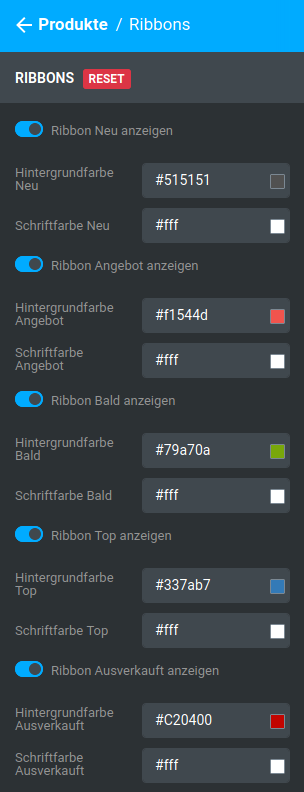 Produkte / Ribbons
RIBBONS RESET
Ribbon Neu anzeigen
Hintergrundfarbe
Neu
#515151
Schriftfarbe Neu
#fff
Ribbon Angebot anzeigen
Hintergrundfarbe
Angebot
#f1544d
Schriftfarbe
Angebot
#fff
Ribbon Bald anzeigen
Hintergrundfarbe
Bald
#79a70a
Schriftfarbe Bald
#fff
Ribbon Top anzeigen
Hintergrundfarbe
Top
#337ab7
Schriftfarbe Top
#fff
Ribbon Ausverkauft anzeigen
Hintergrundfarbe
Ausverkauft
#C20400
Schriftfarbe
Ausverkauft
#fff